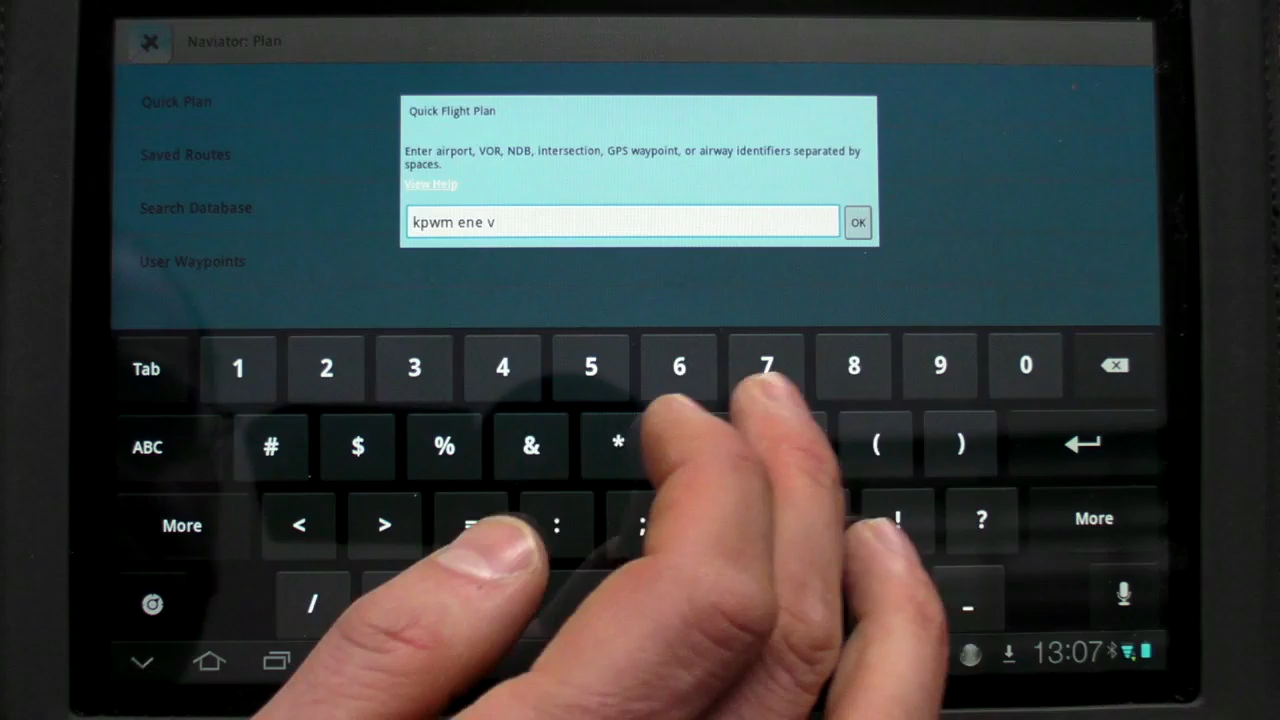 Naviator: Plan
Quick Plan
Saved Routes
Search Database
User Waypoints
Quick Flight Plan
Enter airport, VOR, NDB, intersection, GPS waypoint, or airway identifiers separated by
spaces.
View Help
kpwm ene v
OK
Tab 1 2 3 4 5 6 7 8 9 0
ABC # $ % & * ( )
More < > = : ; ! ? More
/ _
13:07